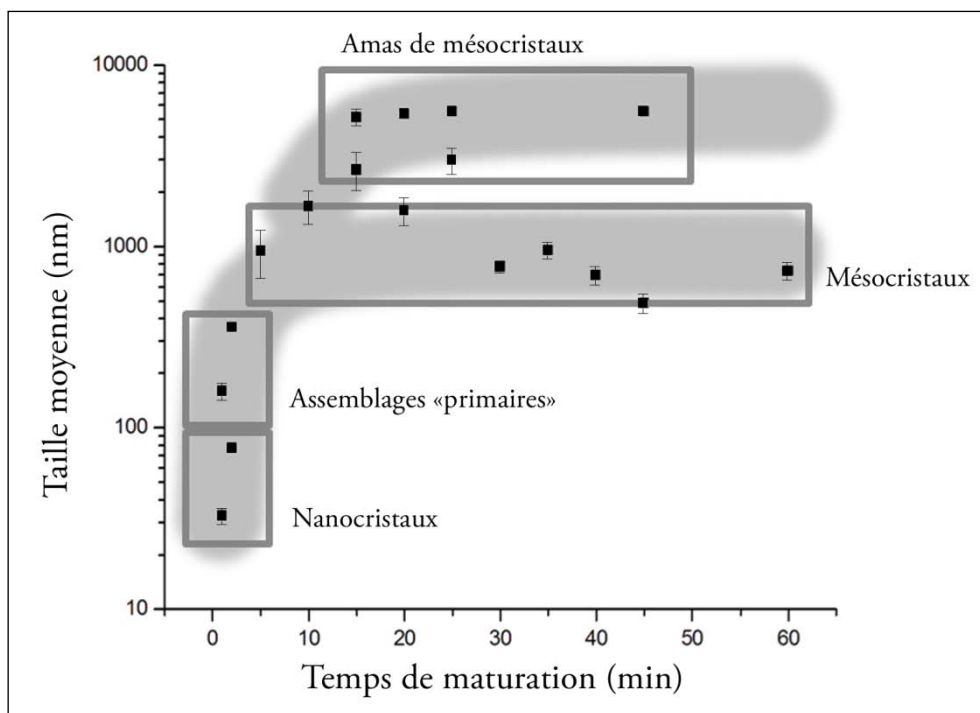 Amas de mésocristaux
10000
1000
100
10
Taille moyenne (nm)
Mésocristaux
Assemblages «primaires»
Nanocristaux
0 10 20 30 40 50 60
Temps de maturation (min)